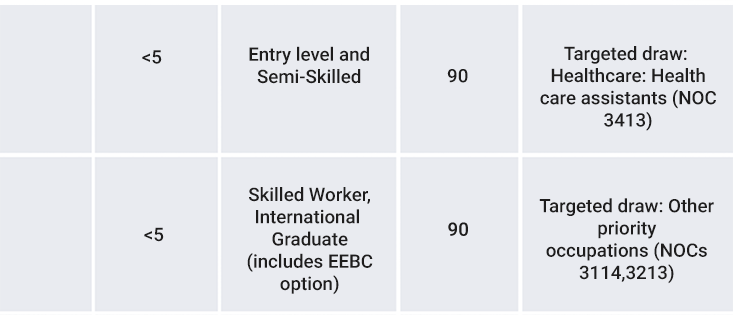 <5
Entry level and
Semi-Skilled
90
Targeted draw:
Healthcare: Health
care assistants (NOC
3413)
<5
Skilled Worker,
International
Graduate
(includes EEBC
option)
90
Targeted draw: Other
priority
occupations (NOCs
3114,3213)